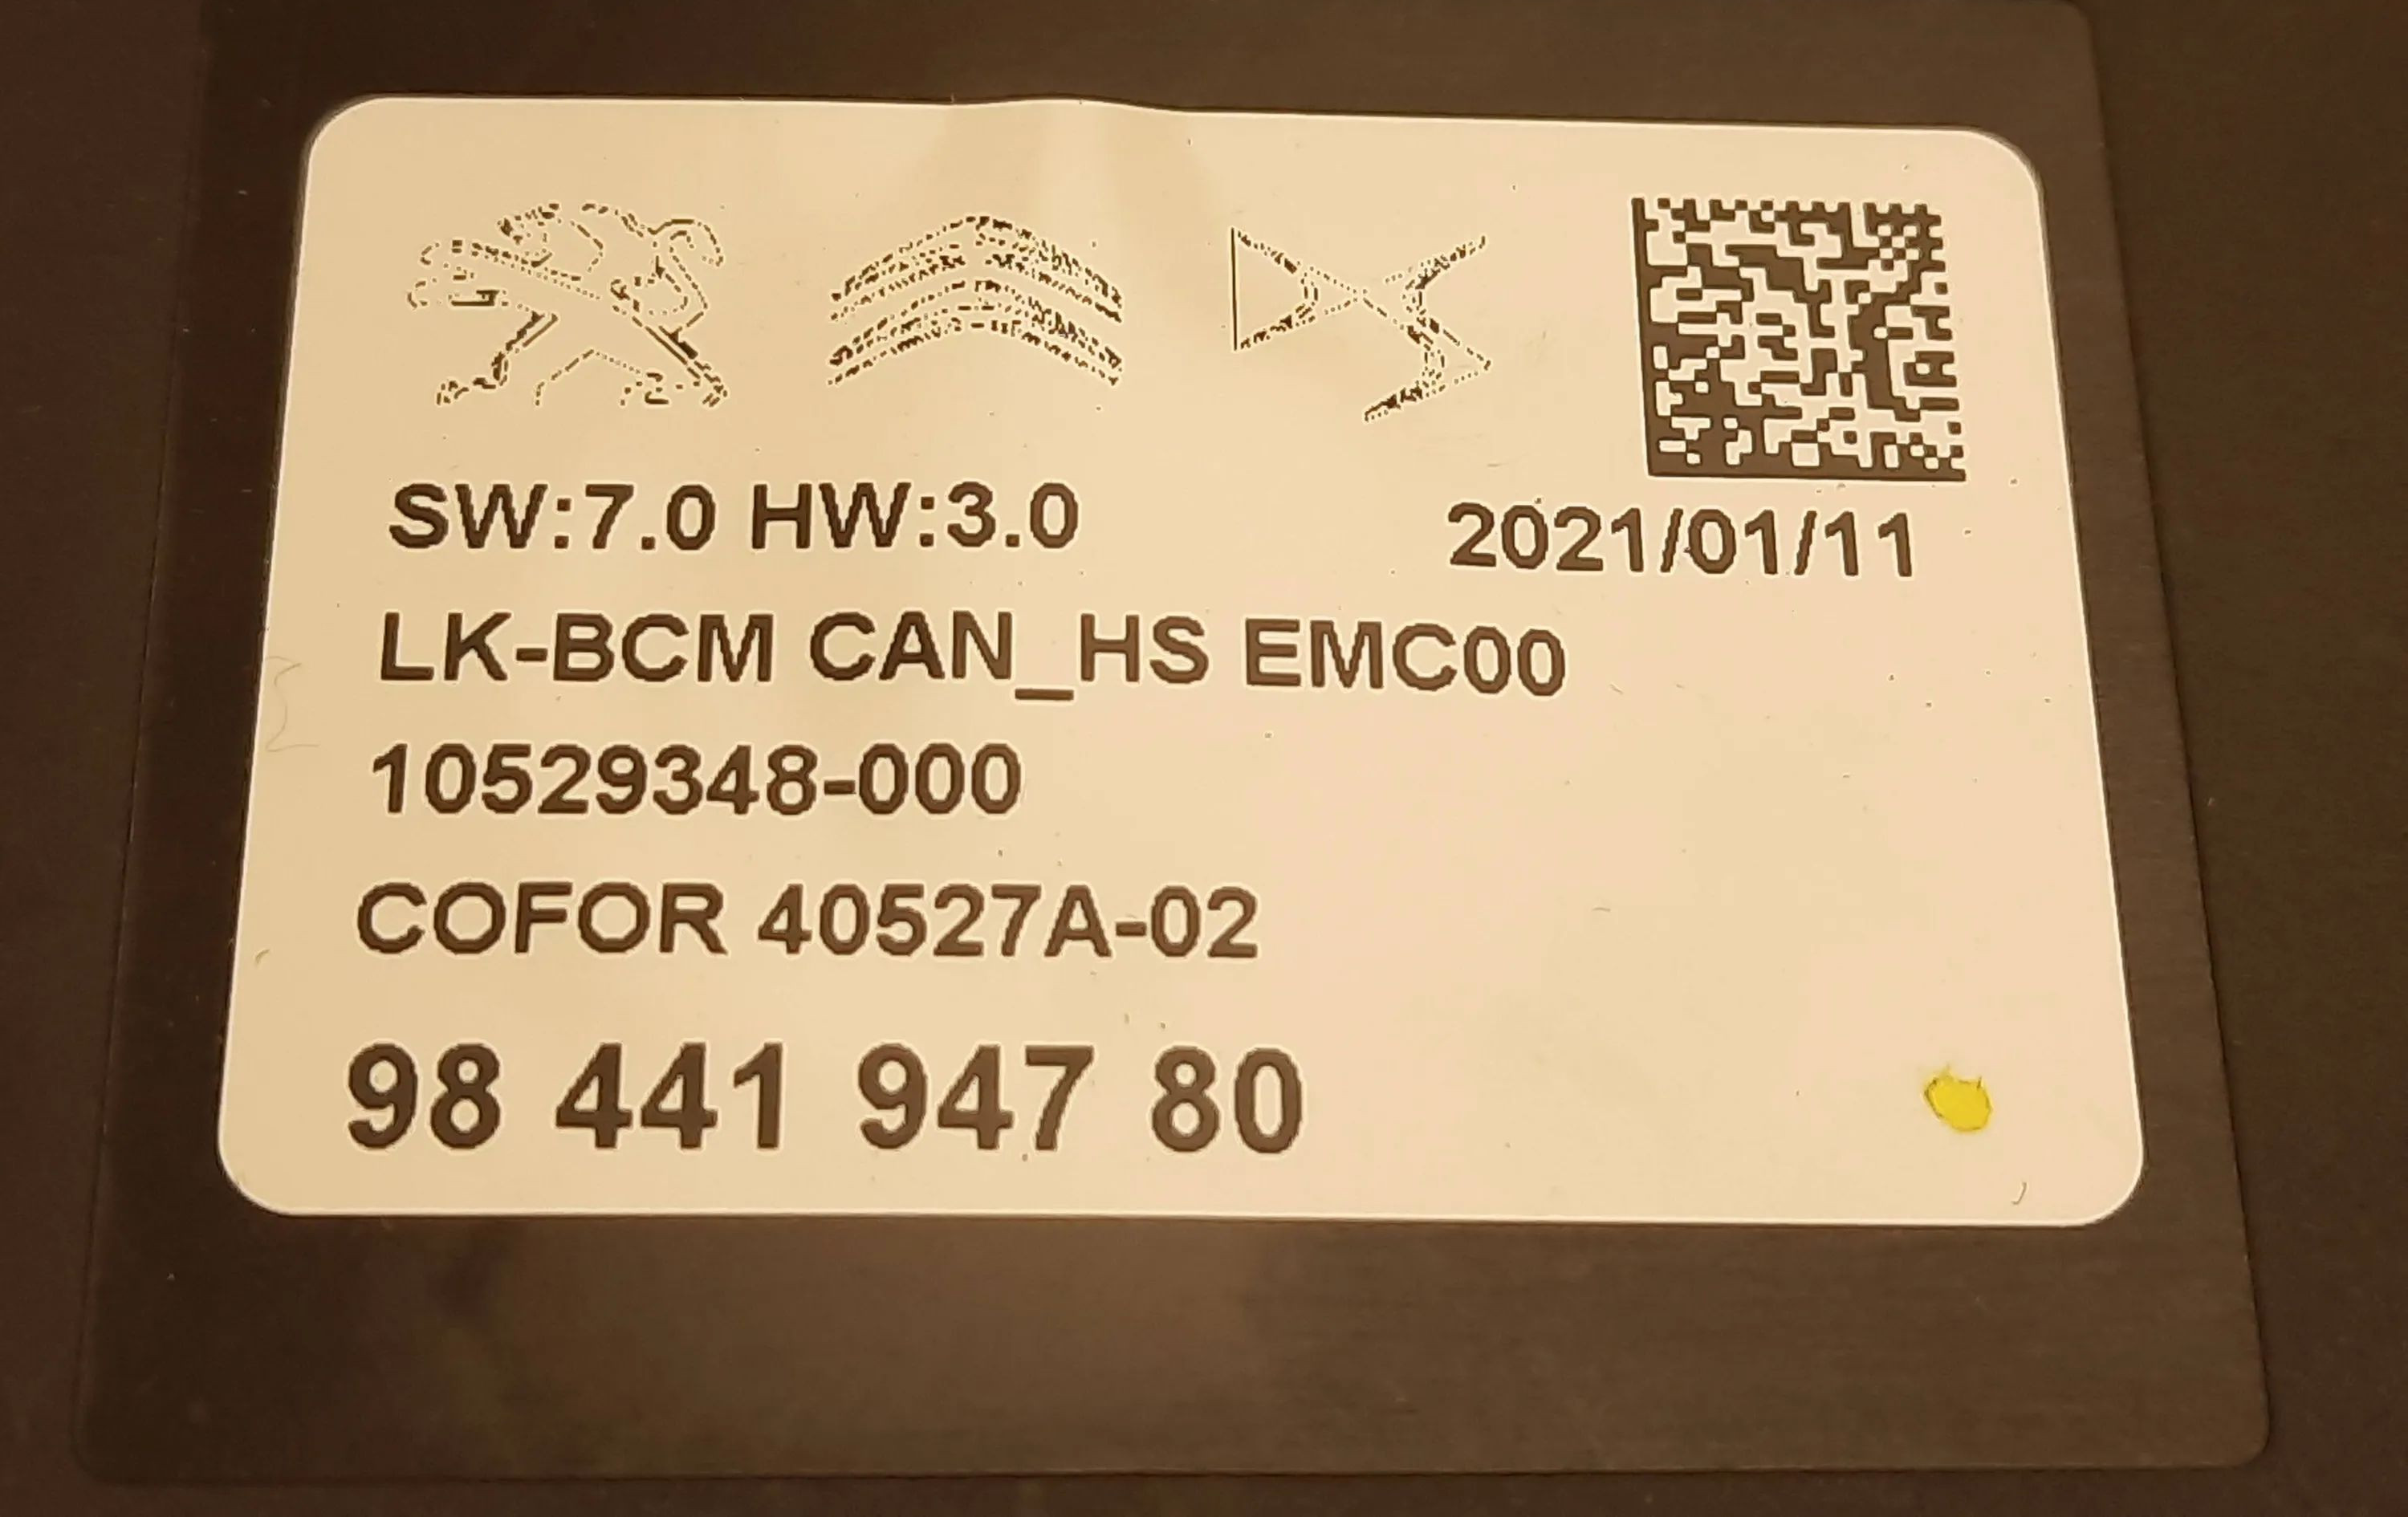 SW:7.0 HW:3.0
2021/01/11
LK-BCM CAN_HS EMC00
10529348-000
COFOR 40527A-02
98 441 947 80